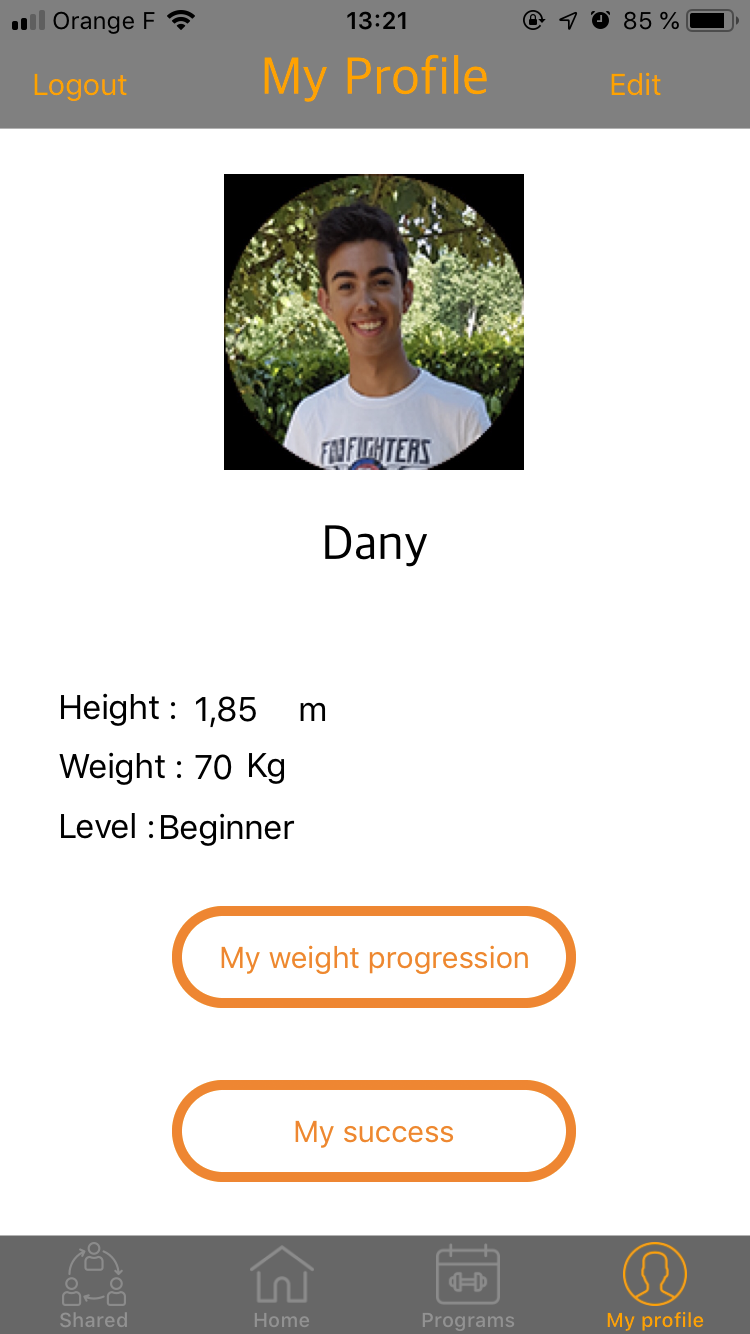 Orange F 13:21 85 %
Logout My Profile Edit
FOO FIGHTERS
Dany
Height : 1,85 m
Weight : 70 Kg
Level : Beginner
My weight progression
My success
Shared Home Programs My profile